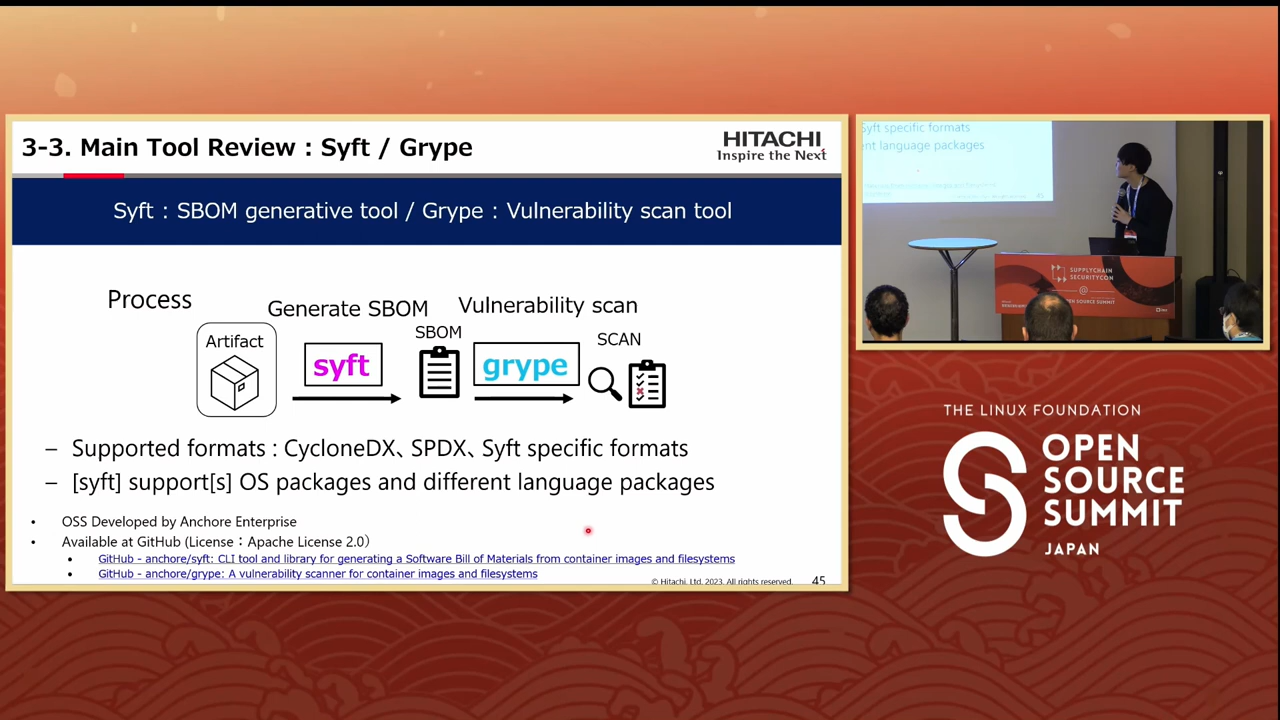 3-3. Main Tool Review : Syft / Grype
HITACHI
Inspire the Next
Syft : SBOM generative tool / Grype : Vulnerability scan tool
Process
Generate SBOM
Vulnerability scan
Artifact
syft
SBOM
grype
SCAN
– Supported formats : CycloneDX、SPDX、Syft specific formats
– [syft] support[s] OS packages and different language packages
• OSS Developed by Anchore Enterprise
• Available at GitHub (License：Apache License 2.0）
• GitHub - anchore/syft: CLI tool and library for generating a Software Bill of Materials from container images and filesystems
• GitHub - anchore/grype: A vulnerability scanner for container images and filesystems
© Hitachi, Ltd. 2023. All rights reserved.
45
Syft specific formats
ent language packages
SUPPLYCHAIN
SECURITYCON
@
OPEN SOURCE SUMMIT
THE LINUX FOUNDATION
OPEN
SOURCE
SUMMIT
JAPAN